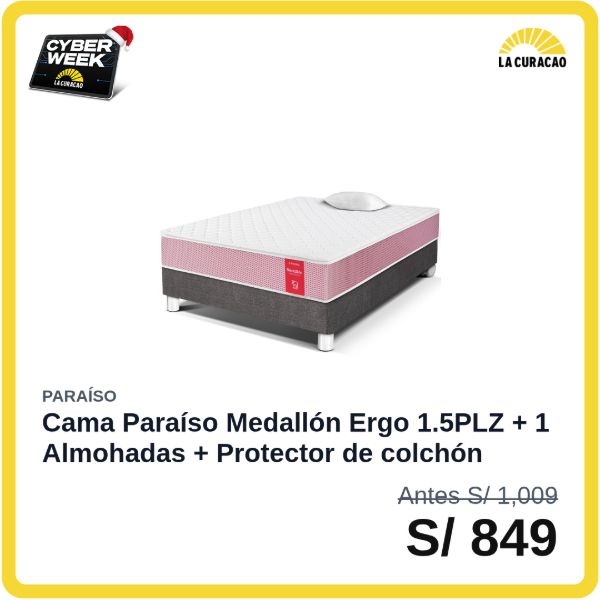 CYBER
WEEK
LA CURACAO
LA CURACAO
PARAÍSO
Cama Paraíso Medallón Ergo 1.5PLZ + 1
Almohadas + Protector de colchón
Antes S/ 1,009
S/ 849